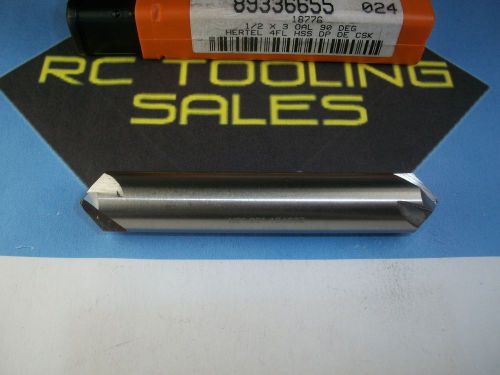 89336655 024
18776
1/2 X 3 OAL 90 DEG
HERTEL 4FL HSS DP DE CSK
RC TOOLING
SALES